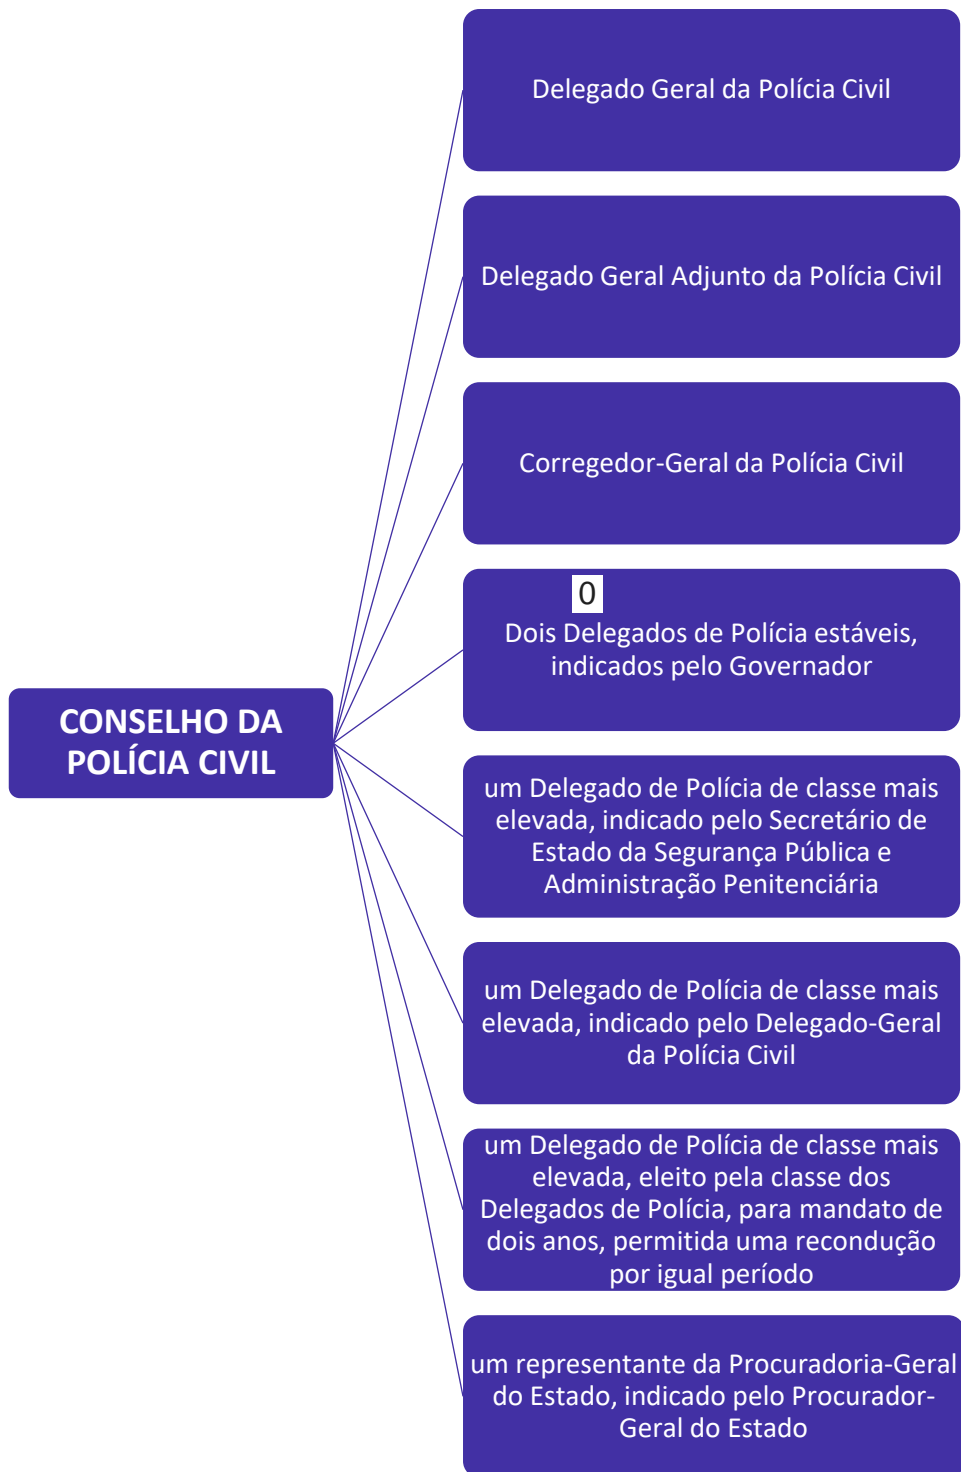 Delegado Geral da Polícia Civil
Delegado Geral Adjunto da Polícia Civil
Corregedor-Geral da Polícia Civil
0
Dois Delegados de Polícia estáveis,
indicados pelo Governador
CONSELHO DA
POLÍCIA CIVIL
um Delegado de Polícia de classe mais
elevada, indicado pelo Secretário de
Estado da Segurança Pública e
Administração Penitenciária
um Delegado de Polícia de classe mais
elevada, indicado pelo Delegado-Geral
da Polícia Civil
um Delegado de Polícia de classe mais
elevada, eleito pela classe dos
Delegados de Polícia, para mandato de
dois anos, permitida uma recondução
por igual período
um representante da Procuradoria-Geral
do Estado, indicado pelo Procurador-
Geral do Estado